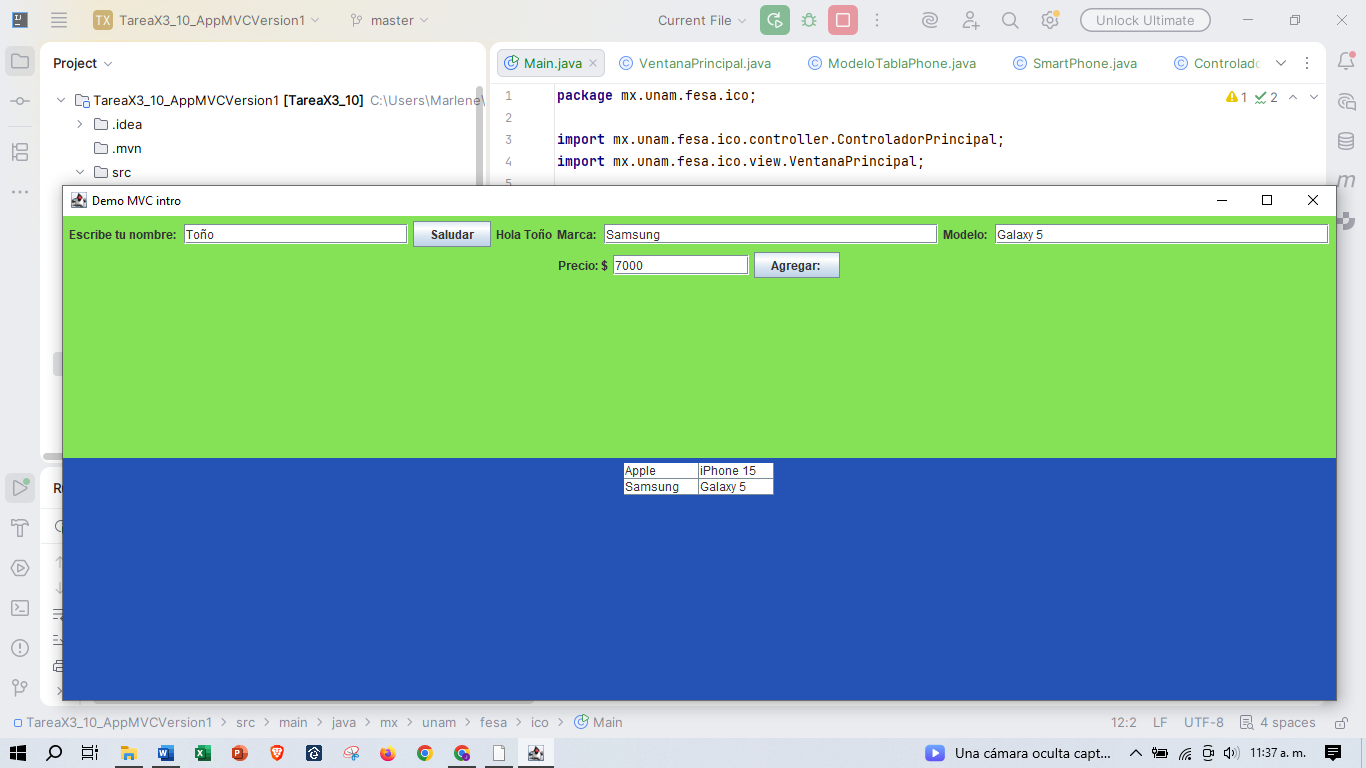 TX TareaX3_10_AppMVCVersion1 master Current File Unlock Ultimate
Project
Main.java VentanaPrincipal.java ModeloTablaPhone.java SmartPhone.java Controlado
TareaX3_10_AppMVCVersion1 [TareaX3_10] C:\Users\Marlene\
.idea
.mvn
src
1 package mx.unam.fesa.ico; 1 2
2
3 import mx.unam.fesa.ico.controller.ControladorPrincipal;
4 import mx.unam.fesa.ico.view.VentanaPrincipal;
5
Demo MVC intro
Escribe tu nombre: Toño Saludar Hola Toño Marca: Samsung Modelo: Galaxy 5
Precio: $ 7000 Agregar:
Apple iPhone 15
Samsung Galaxy 5
TareaX3_10_AppMVCVersion1 > src > main > java > mx > unam > fesa > ico > Main 12:2 LF UTF-8 4 spaces
Una cámara oculta capt... 11:37 a. m.